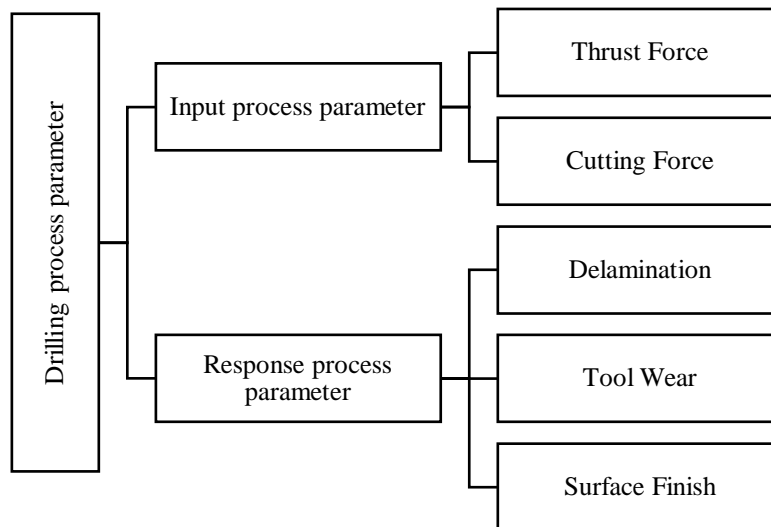 Drilling process parameter
Input process parameter
Thrust Force
Cutting Force
Response process
parameter
Delamination
Tool Wear
Surface Finish